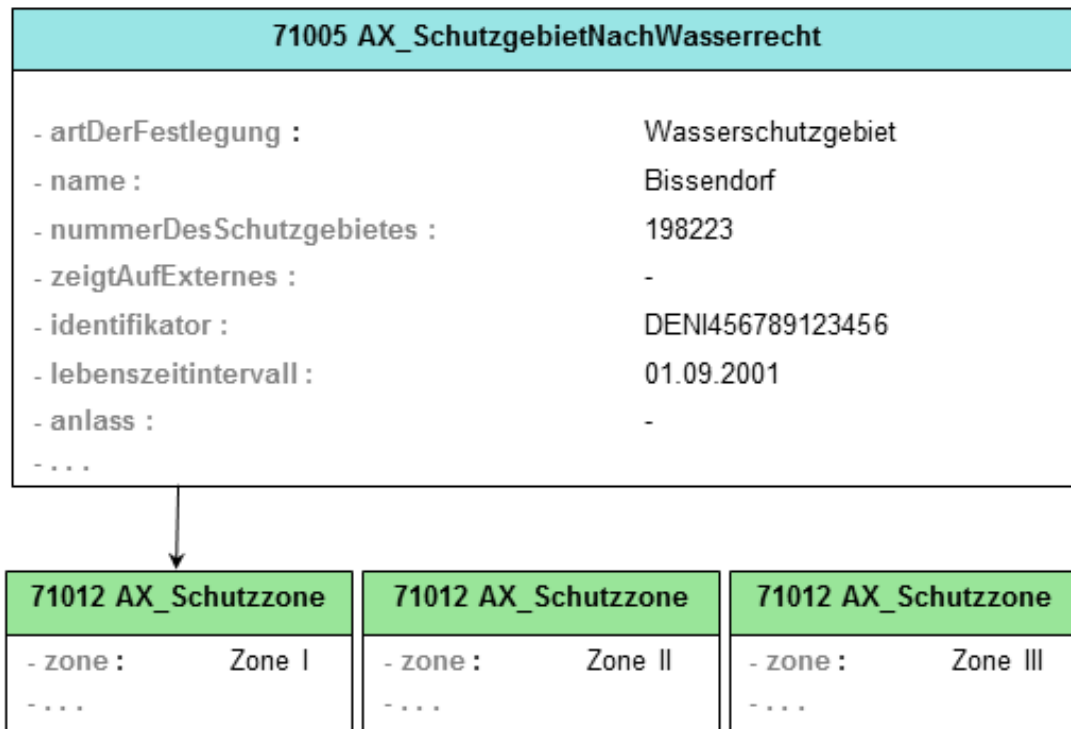 71005 AX_SchutzgebietNachWasserrecht
- artDerFestlegung : Wasserschutzgebiet
- name : Bissendorf
- nummerDesSchutzgebietes : 198223
- zeigtAufExternes : -
- identifikator : DENI456789123456
- lebenszeitintervall : 01.09.2001
- anlass : -
- . . .
71012 AX_Schutzzone 71012 AX_Schutzzone 71012 AX_Schutzzone
- zone : Zone I - zone : Zone II - zone : Zone III
- . . . - . . . - . . .